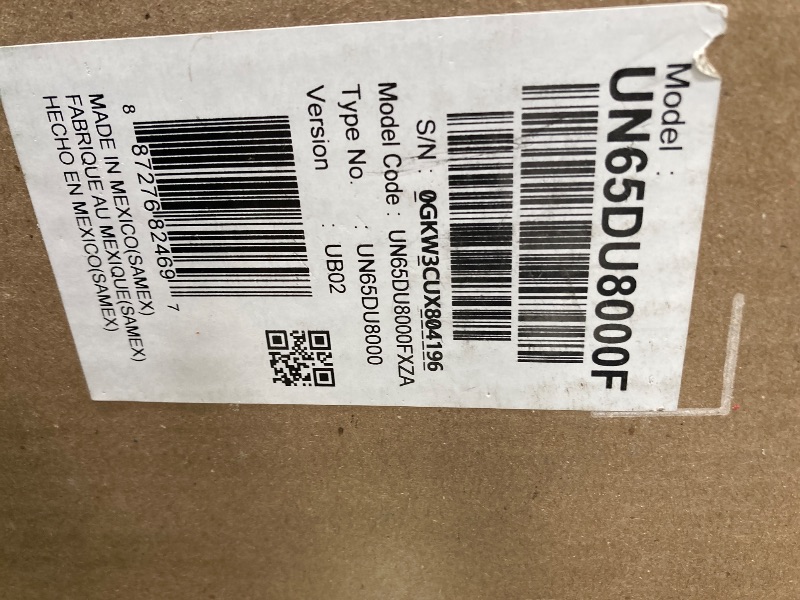 Model :
UN65DU8000F
S/N : 0GKW3CUX804196
Model Code : UN65DU8000FXZA
Type No. : UN65DU8000
Version : UB02
8 87276 82469 7
MADE IN MEXICO(SAMEX)
FABRIQUE AU MEXIQUE(SAMEX)
HECHO EN MEXICO(SAMEX)